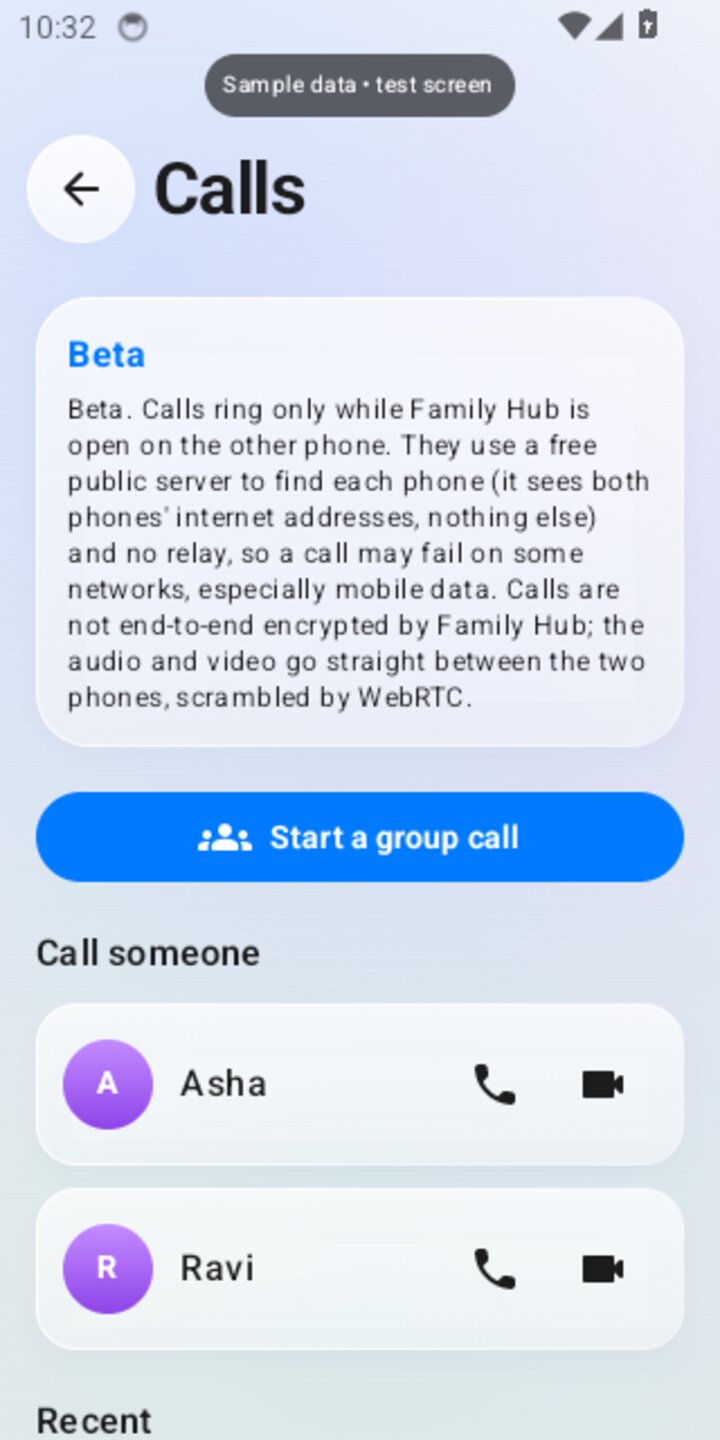 10:32
Sample data • test screen
Calls
Beta
Beta. Calls ring only while Family Hub is
open on the other phone. They use a free
public server to find each phone (it sees both
phones' internet addresses, nothing else)
and no relay, so a call may fail on some
networks, especially mobile data. Calls are
not end-to-end encrypted by Family Hub; the
audio and video go straight between the two
phones, scrambled by WebRTC.
Start a group call
Call someone
A
Asha
R
Ravi
Recent